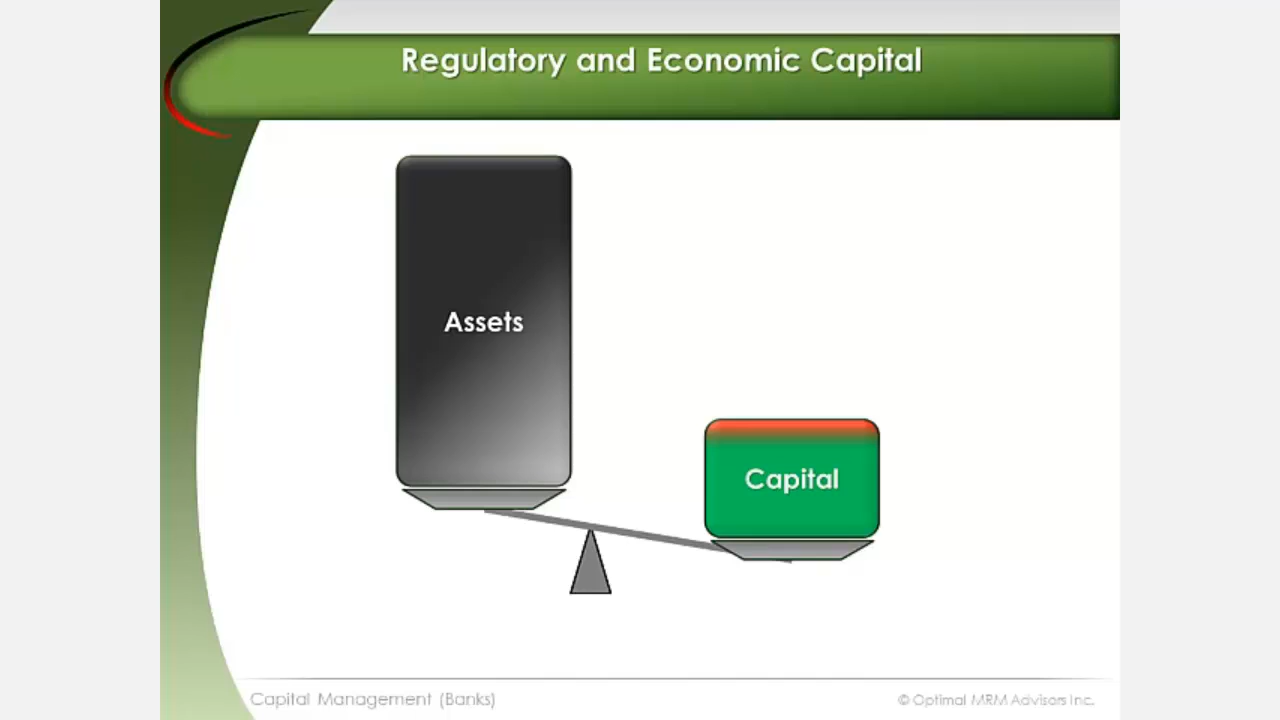 Regulatory and Economic Capital
Assets
Capital
Capital Management (Banks)
© Optimal MRM Advisors Inc.